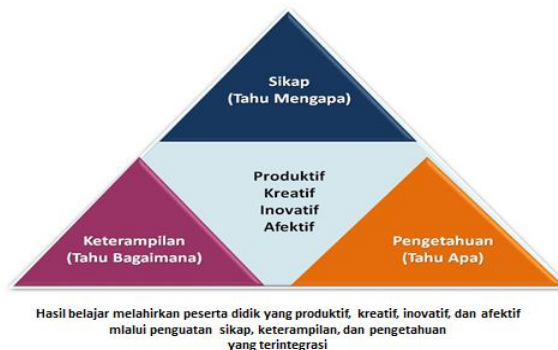 Sikap
(Tahu Mengapa)
Produktif
Kreatif
Inovatif
Afektif
Keterampilan
(Tahu Bagaimana)
Pengetahuan
(Tahu Apa)
Hasil belajar melahirkan peserta didik yang produktif, kreatif, inovatif, dan afektif
mlalui penguatan sikap, keterampilan, dan pengetahuan
yang terintegrasi